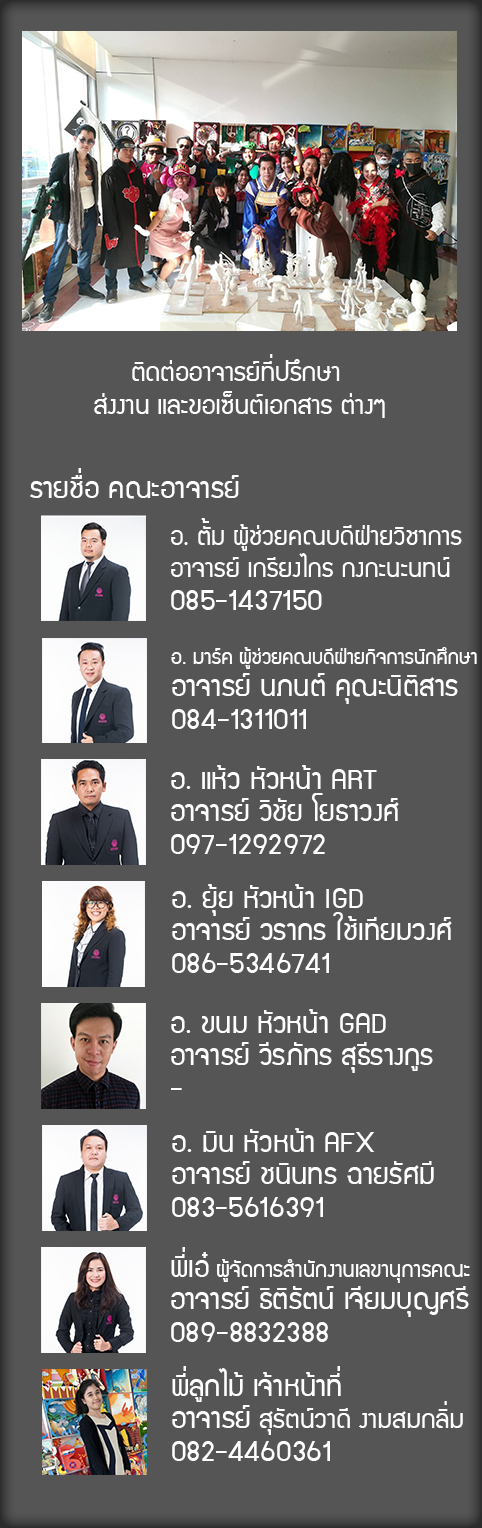 ติดต่ออาจารย์ที่ปรึกษา
ส่งงาน และขอเซ็นต์เอกสาร ต่างๆ
รายชื่อ คณะอาจารย์
อ. ตั้ม ผู้ช่วยคณบดีฝ่ายวิชาการ
อาจารย์ เกรียงไกร กงกะนะนทน์
085-1437150
อ. มาร์ค ผู้ช่วยคณบดีฝ่ายกิจการนักศึกษา
อาจารย์ นภนต์ คุณะนิติสาร
084-1311011
อ. แห้ว หัวหน้า ART
อาจารย์ วิชัย โยธาวงศ์
097-1292972
อ. ยุ้ย หัวหน้า IGD
อาจารย์ วรากร ใช้เทียมวงศ์
086-5346741
อ. ขนม หัวหน้า GAD
อาจารย์ วีรภัทร สุธีรางกูร
-
อ. มิน หัวหน้า AFX
อาจารย์ ชนินทร ฉายรัศมี
083-5616391
พี่เอ๋ ผู้จัดการสำนักงานเลขานุการคณะ
อาจารย์ ธิติรัตน์ เจียมบุญศรี
089-8832388
พี่ลูกไม้ เจ้าหน้าที่
อาจารย์ สุรัตน์วาดี งามสมกลิ่ม
082-4460361